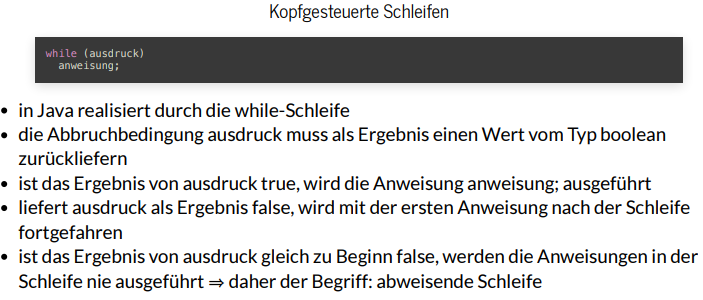 Kopfgesteuerte Schleifen
while (ausdruck)
  anweisung;
• in Java realisiert durch die while-Schleife
• die Abbruchbedingung ausdruck muss als Ergebnis einen Wert vom Typ boolean
zurückliefern
• ist das Ergebnis von ausdruck true, wird die Anweisung anweisung; ausgeführt
• liefert ausdruck als Ergebnis false, wird mit der ersten Anweisung nach der Schleife
fortgefahren
• ist das Ergebnis von ausdruck gleich zu Beginn false, werden die Anweisungen in der
Schleife nie ausgeführt ⇒ daher der Begriff: abweisende Schleife